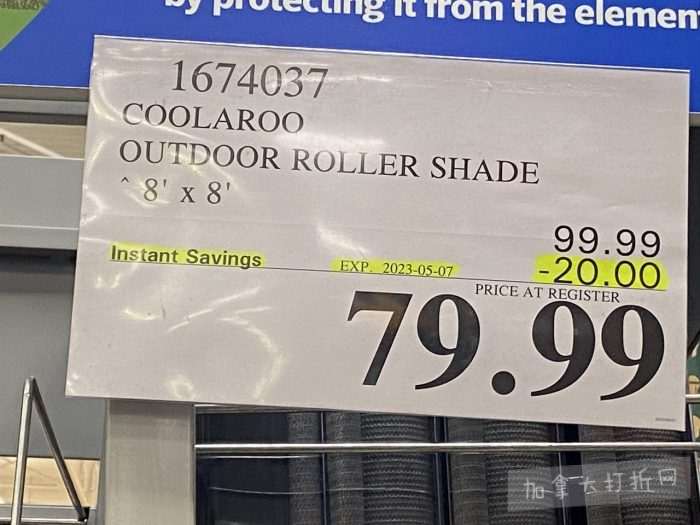 by protecting it from the elemen
1674037
COOLAROO
OUTDOOR ROLLER SHADE
^ 8' x 8'
99.99
Instant Savings EXP. 2023-05-07 -20.00
PRICE AT REGISTER
79.99
加拿大打折网